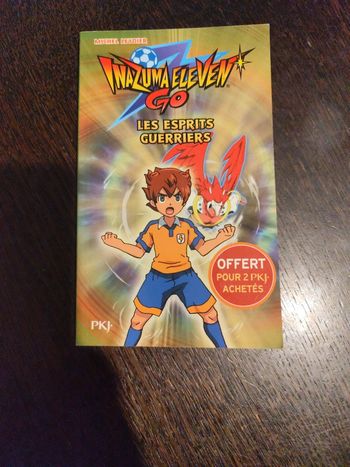 MICHEL LEYDIER
INAZUMA ELEVEN
GO
LES ESPRITS
GUERRIERS
OFFERT
POUR 2 PKJ.
ACHETÉS
PKJ.